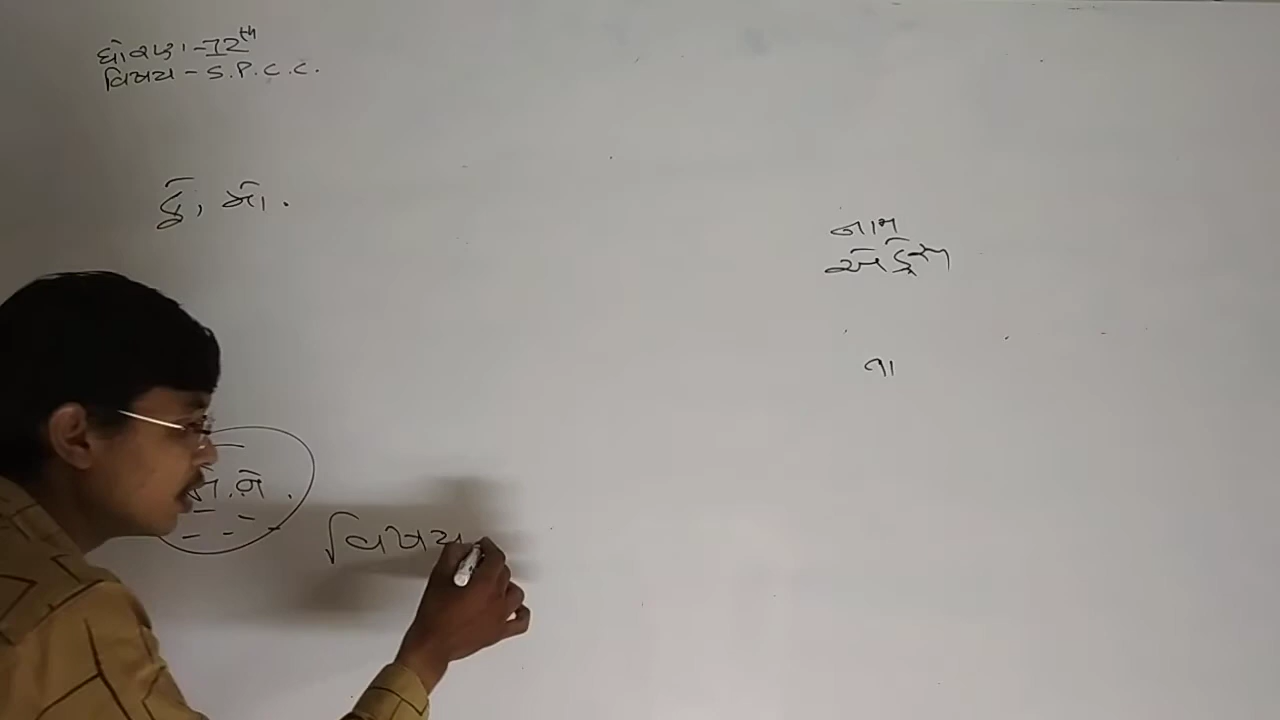 ધોરણ :- 12th
વિષય - S.P.C.C.
ફે, મો.
નામ
એડ્રેસ
તા
વિષય